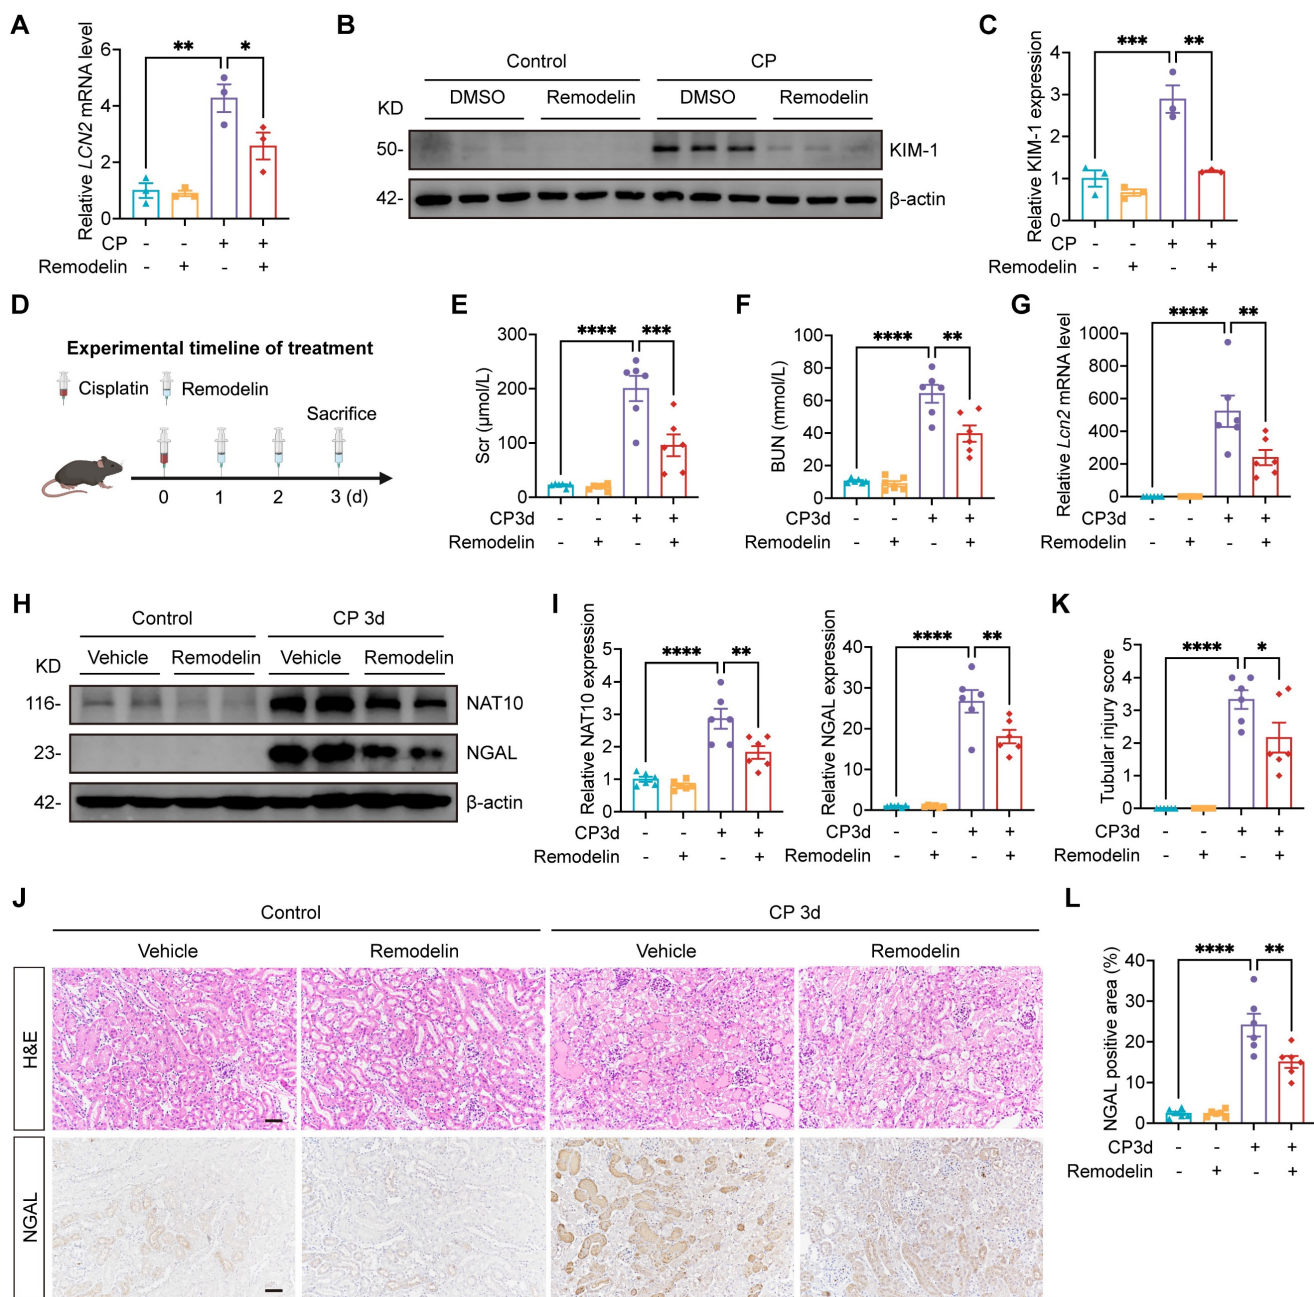 A
Relative LCN2 mRNA level
6
4
2
0
** *
CP - - + +
Remodelin - + - +
B
Control CP
KD DMSO Remodelin DMSO Remodelin
50- KIM-1
42- β-actin
C
Relative KIM-1 expression
4
3
2
1
0
*** **
CP - - + +
Remodelin - + - +
D
Experimental timeline of treatment
Cisplatin Remodelin
Sacrifice
0 1 2 3 (d)
E
Scr (μmol/L)
300
200
100
0
**** ***
CP3d - - + +
Remodelin - + - +
F
BUN (mmol/L)
100
80
60
40
20
0
**** **
CP3d - - + +
Remodelin - + - +
G
Relative Lcn2 mRNA level
1000
800
600
400
200
0
**** **
CP3d - - + +
Remodelin - + - +
H
Control CP 3d
KD Vehicle Remodelin Vehicle Remodelin
116- NAT10
23- NGAL
42- β-actin
I
Relative NAT10 expression
5
4
3
2
1
0
**** **
CP3d - - + +
Remodelin - + - +
Relative NGAL expression
40
30
20
10
0
**** **
- - + +
Remodelin - + - +
K
Tubular injury score
5
4
3
2
1
0
**** *
CP3d - - + +
Remodelin - + - +
J
Control CP 3d
Vehicle Remodelin Vehicle Remodelin
H&E
NGAL
L
NGAL positive area (%)
40
30
20
10
0
**** **
CP3d - - + +
Remodelin - + - +